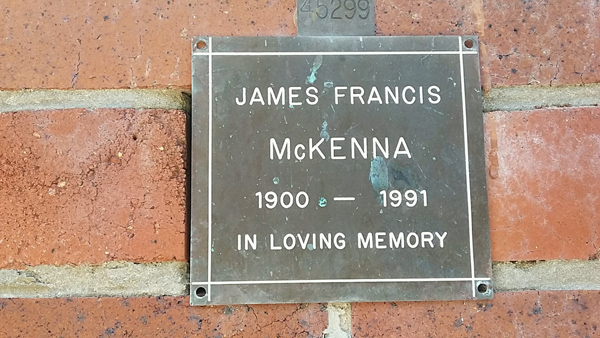 45299
JAMES FRANCIS
McKENNA
1900 — 1991
IN LOVING MEMORY